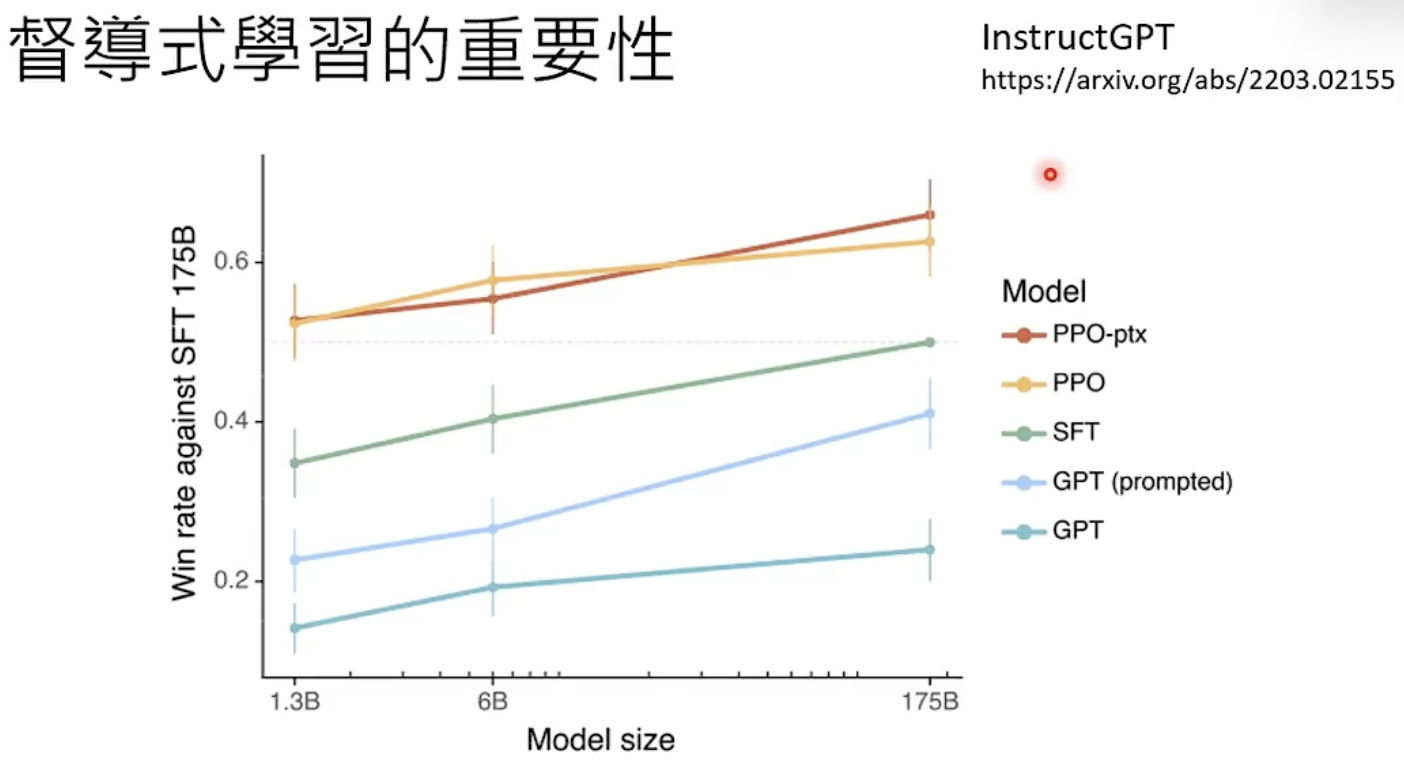 督導式學習的重要性
InstructGPT
https://arxiv.org/abs/2203.02155
Win rate against SFT 175B
0.6
0.4
0.2
1.3B
6B
175B
Model size
Model
PPO-ptx
PPO
SFT
GPT (prompted)
GPT